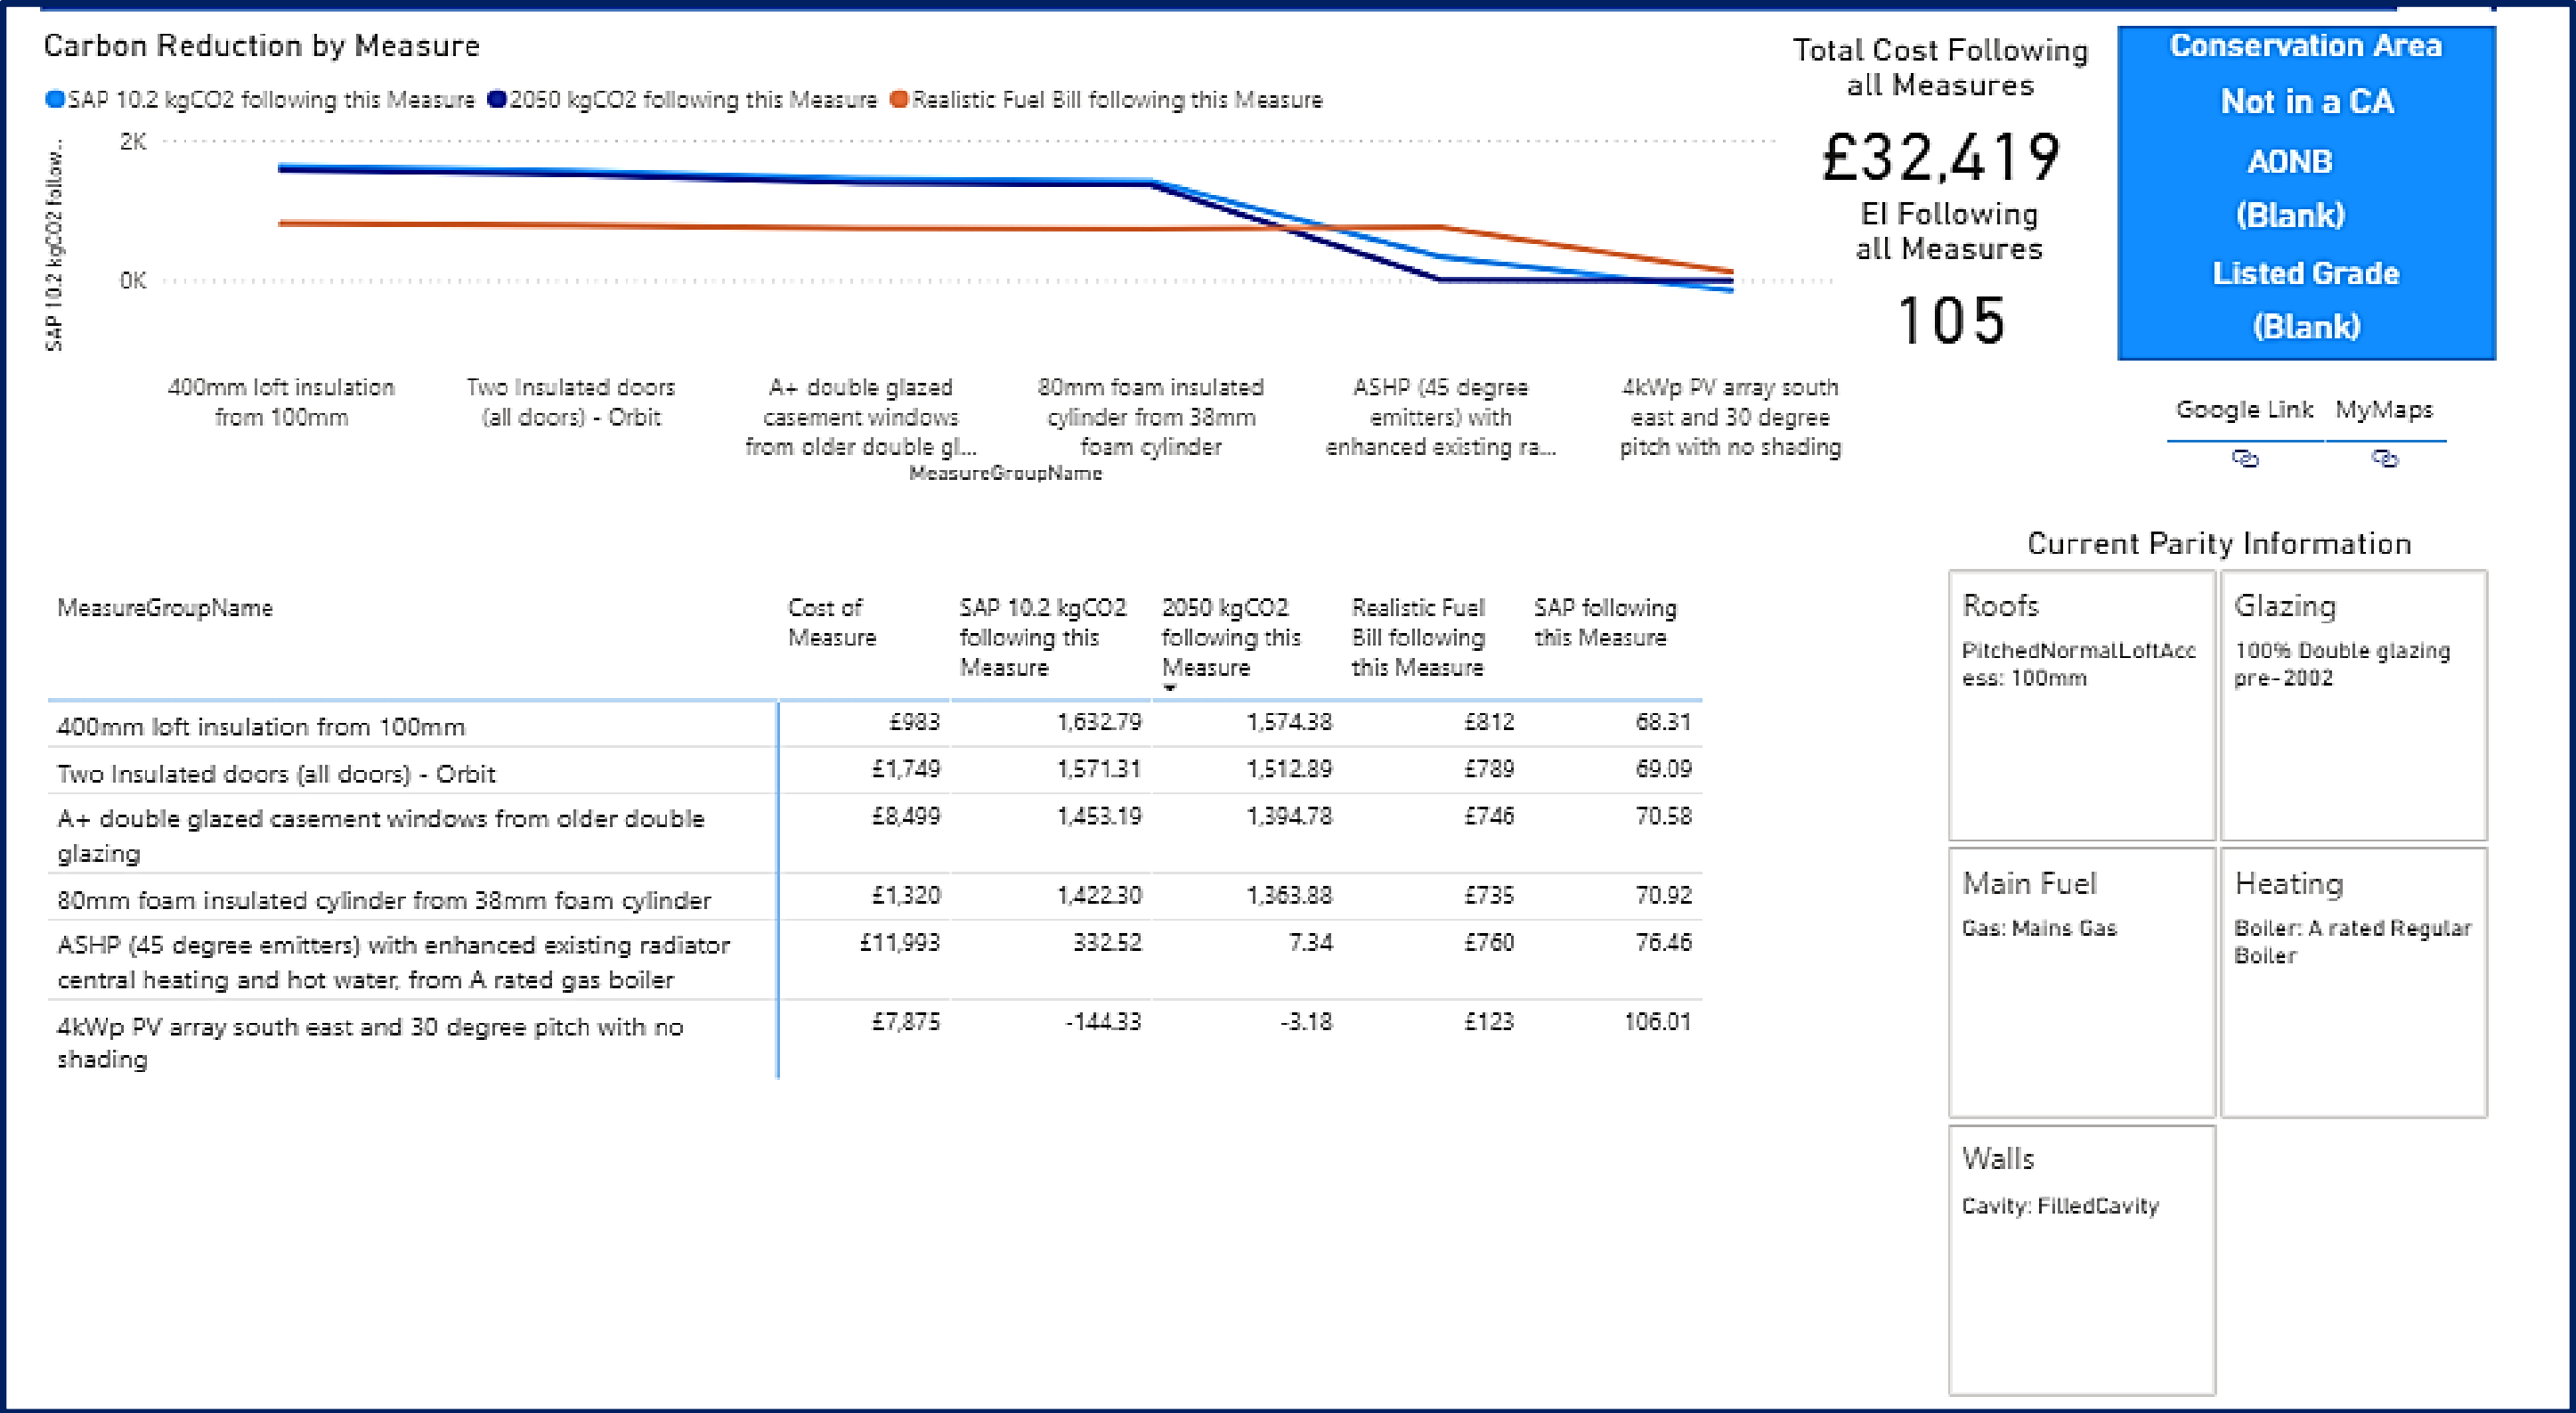 Carbon Reduction by Measure
SAP 10.2 kgCO2 following this Measure 2050 kgCO2 following this Measure Realistic Fuel Bill following this Measure
SAP 10.2 kgCO2 follow...
2K
0K
400mm loft insulation
from 100mm
Two Insulated doors
(all doors) - Orbit
A+ double glazed
casement windows
from older double gl...
80mm foam insulated
cylinder from 38mm
foam cylinder
ASHP (45 degree
emitters) with
enhanced existing ra...
4kWp PV array south
east and 30 degree
pitch with no shading
MeasureGroupName
Total Cost Following
all Measures
£32,419
EI Following
all Measures
105
Conservation Area
Not in a CA
AONB
(Blank)
Listed Grade
(Blank)
Google Link MyMaps
MeasureGroupName
Cost of
Measure
SAP 10.2 kgCO2
following this
Measure
2050 kgCO2
following this
Measure
Realistic Fuel
Bill following
this Measure
SAP following
this Measure
400mm loft insulation from 100mm £983 1,632.79 1,574.38 £812 68.31
Two Insulated doors (all doors) - Orbit £1,749 1,571.31 1,512.89 £789 69.09
A+ double glazed casement windows from older double £8,499 1,453.19 1,394.78 £746 70.58
glazing
80mm foam insulated cylinder from 38mm foam cylinder £1,320 1,422.30 1,363.88 £735 70.92
ASHP (45 degree emitters) with enhanced existing radiator £11,993 332.52 7.34 £760 76.46
central heating and hot water, from A rated gas boiler
4kWp PV array south east and 30 degree pitch with no £7,875 -144.33 -3.18 £123 106.01
shading
Current Parity Information
Roofs
PitchedNormalLoftAcc
ess: 100mm
Glazing
100% Double glazing
pre-2002
Main Fuel
Gas: Mains Gas
Heating
Boiler: A rated Regular
Boiler
Walls
Cavity: FilledCavity